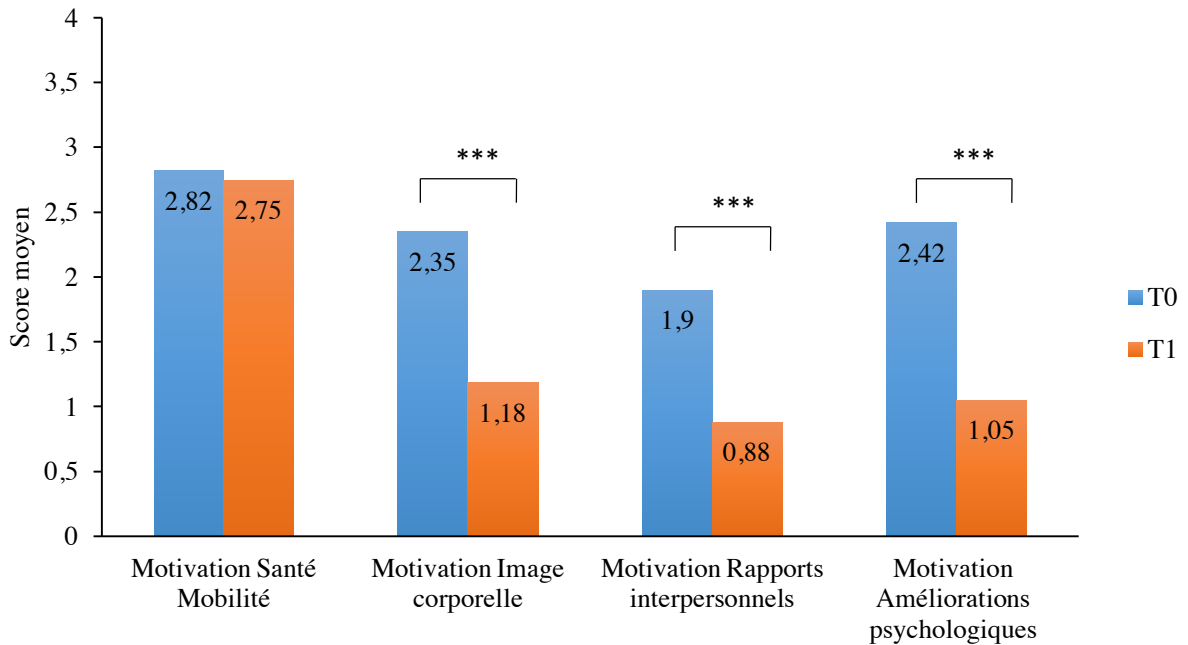 4
3,5
3
2,5
2
1,5
1
0,5
0
Score moyen
2,82
2,75
***
2,35
1,18
***
1,9
0,88
***
2,42
1,05
Motivation Santé
Mobilité
Motivation Image
corporelle
Motivation Rapports
interpersonnels
Motivation
Améliorations
psychologiques
T0
T1